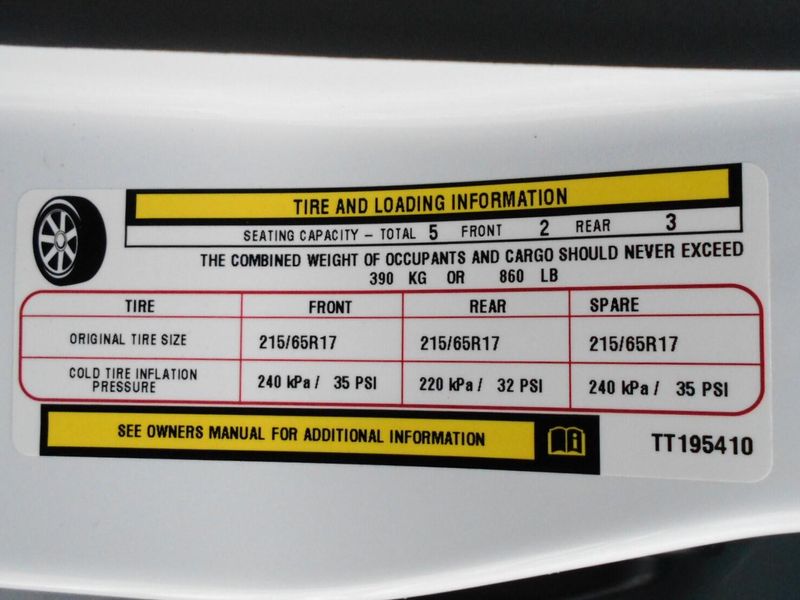 TIRE AND LOADING INFORMATION
SEATING CAPACITY – TOTAL 5 FRONT 2 REAR 3
THE COMBINED WEIGHT OF OCCUPANTS AND CARGO SHOULD NEVER EXCEED
390 KG OR 860 LB
TIRE FRONT REAR SPARE
ORIGINAL TIRE SIZE 215/65R17 215/65R17 215/65R17
COLD TIRE INFLATION
PRESSURE 240 kPa / 35 PSI 220 kPa / 32 PSI 240 kPa / 35 PSI
SEE OWNERS MANUAL FOR ADDITIONAL INFORMATION
TT195410